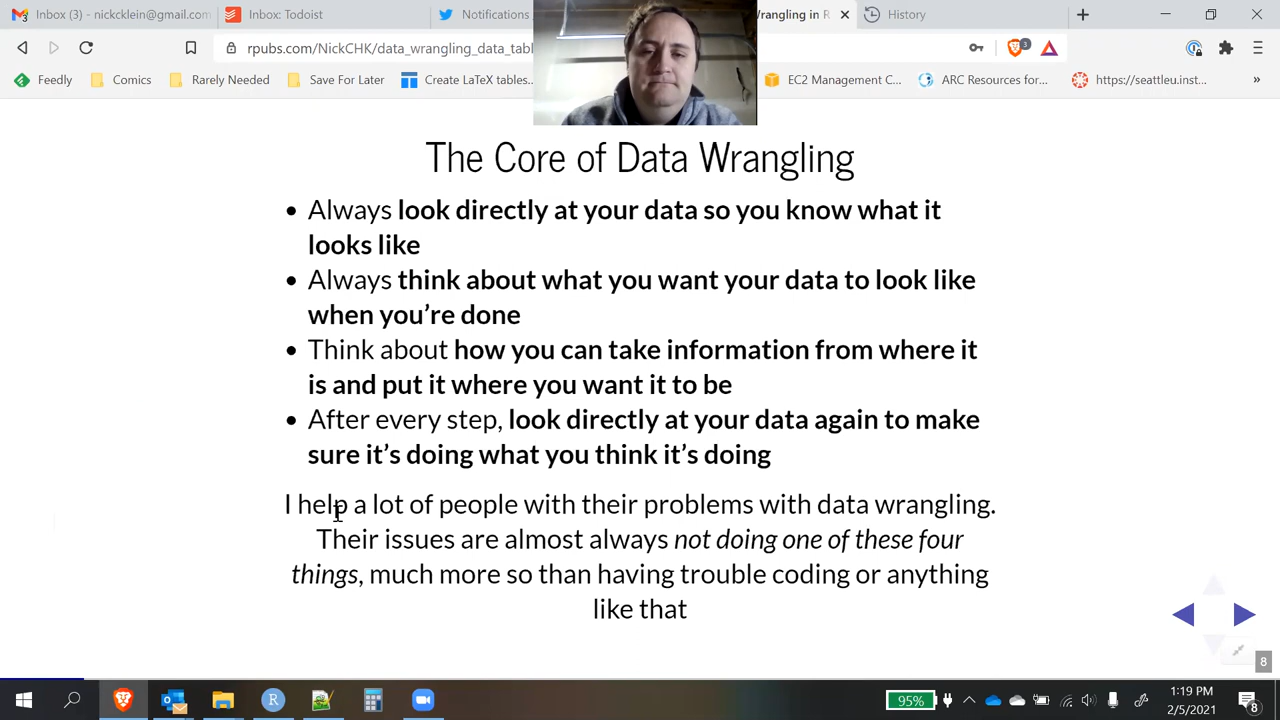 Inbox (3) - nickcklein@gmail.com
Inbox: Todoist
Notifications
Wrangling in R
History
rpubs.com/NickCHK/data_wrangling_data_tabl
3
Feedly
Comics
Rarely Needed
Save For Later
Create LaTeX tables...
EC2 Management C...
ARC Resources for...
https://seattleu.inst...
»
The Core of Data Wrangling
• Always look directly at your data so you know what it
looks like
• Always think about what you want your data to look like
when you’re done
• Think about how you can take information from where it
is and put it where you want it to be
• After every step, look directly at your data again to make
sure it’s doing what you think it’s doing
I help a lot of people with their problems with data wrangling.
Their issues are almost always not doing one of these four
things, much more so than having trouble coding or anything
like that
8
95%
1:19 PM
2/5/2021
8